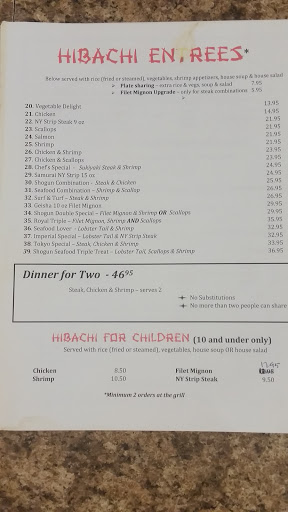 HIBACHI ENTREES*
Below served with rice (fried or steamed), vegetables, shrimp appetizers, house soup & house salad
➤ Plate sharing – extra rice & vegs, soup & salad 7.95
➤ Filet Mignon Upgrade – only for steak combinations 5.95
20. Vegetable Delight 13.95
21. Chicken 14.95
22. NY Strip Steak 9 oz 21.95
23. Scallops 21.95
24. Salmon 21.95
25. Shrimp 21.95
26. Chicken & Shrimp 23.95
27. Chicken & Scallops 23.95
28. Chef's Special – Sukiyaki Steak & Shrimp 24.95
29. Samurai NY Strip 15 oz 24.95
30. Shogun Combination – Steak & Chicken 25.95
31. Seafood Combination – Shrimp & Scallop 26.95
32. Surf & Turf – Steak & Shrimp 26.95
33. Geisha 10 oz Filet Mignon 29.95
34. Shogun Double Special – Filet Mignon & Shrimp OR Scallops 29.95
35. Royal Triple – Filet Mignon, Shrimp AND Scallops 35.95
36. Seafood Lover – Lobster Tail & Shrimp 32.95
37. Imperial Special – Lobster Tail & NY Strip Steak 32.95
38. Tokyo Special – Steak, Chicken & Shrimp 33.95
39. Shogun Seafood Triple Treat – Lobster Tail, Scallops & Shrimp 36.95
Dinner for Two - 46⁹⁵
Steak, Chicken & Shrimp – serves 2
No Substitutions
No more than two people can share
HIBACHI FOR CHILDREN (10 and under only)
Served with rice (fried or steamed), vegetables, house soup OR house salad
Chicken 8.50 Filet Mignon 12.95
Shrimp 10.50 NY Strip Steak 9.50
*Minimum 2 orders at the grill